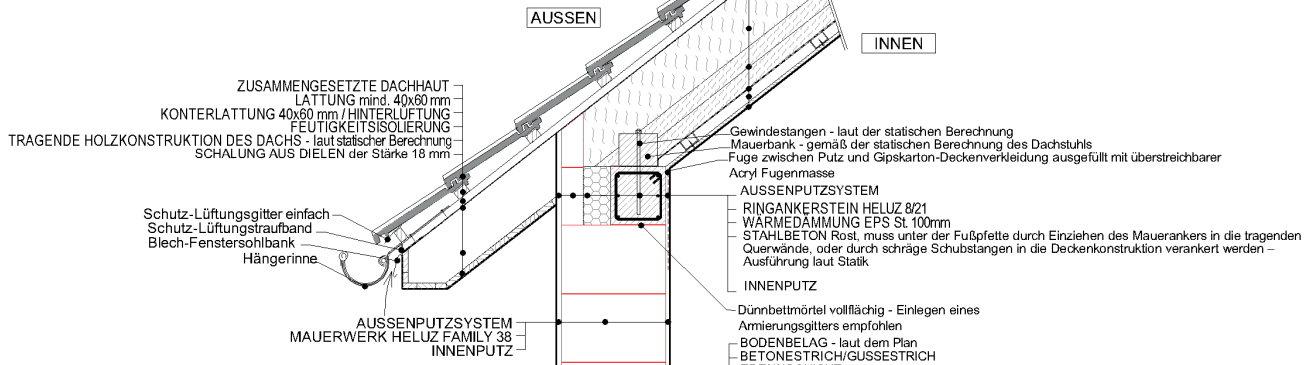 AUSSEN
INNEN
ZUSAMMENGESETZTE DACHHAUT
LATTUNG mind. 40x60 mm
KONTERLATTUNG 40x60 mm / HINTERLÜFTUNG
FEUTIGKEITSISOLIERUNG
TRAGENDE HOLZKONSTRUKTION DES DACHS - laut statischer Berechnung
SCHALUNG AUS DIELEN der Stärke 18 mm
Gewindestangen - laut der statischen Berechnung
Mauerbank - gemäß der statischen Berechnung des Dachstuhls
Fuge zwischen Putz und Gipskarton-Deckenverkleidung ausgefüllt mit überstreichbarer
Acryl Fugenmasse
AUSSENPUTZSYSTEM
RINGANKERSTEIN HELUZ 8/21
WÄRMEDÄMMUNG EPS St. 100mm
STAHLBETON Rost, muss unter der Fußpfette durch Einziehen des Mauerankers in die tragenden
Querwände, oder durch schräge Schubstangen in die Deckenkonstruktion verankert werden –
Ausführung laut Statik
INNENPUTZ
Schutz-Lüftungsgitter einfach
Schutz-Lüftungstraufband
Blech-Fenstersohlbank
Hängerinne
AUSSENPUTZSYSTEM
MAUERWERK HELUZ FAMILY 38
INNENPUTZ
Dünnbettmörtel vollflächig - Einlegen eines
Armierungsgitters empfohlen
BODENBELAG - laut dem Plan
BETONESTRICH/GUSSESTRICH